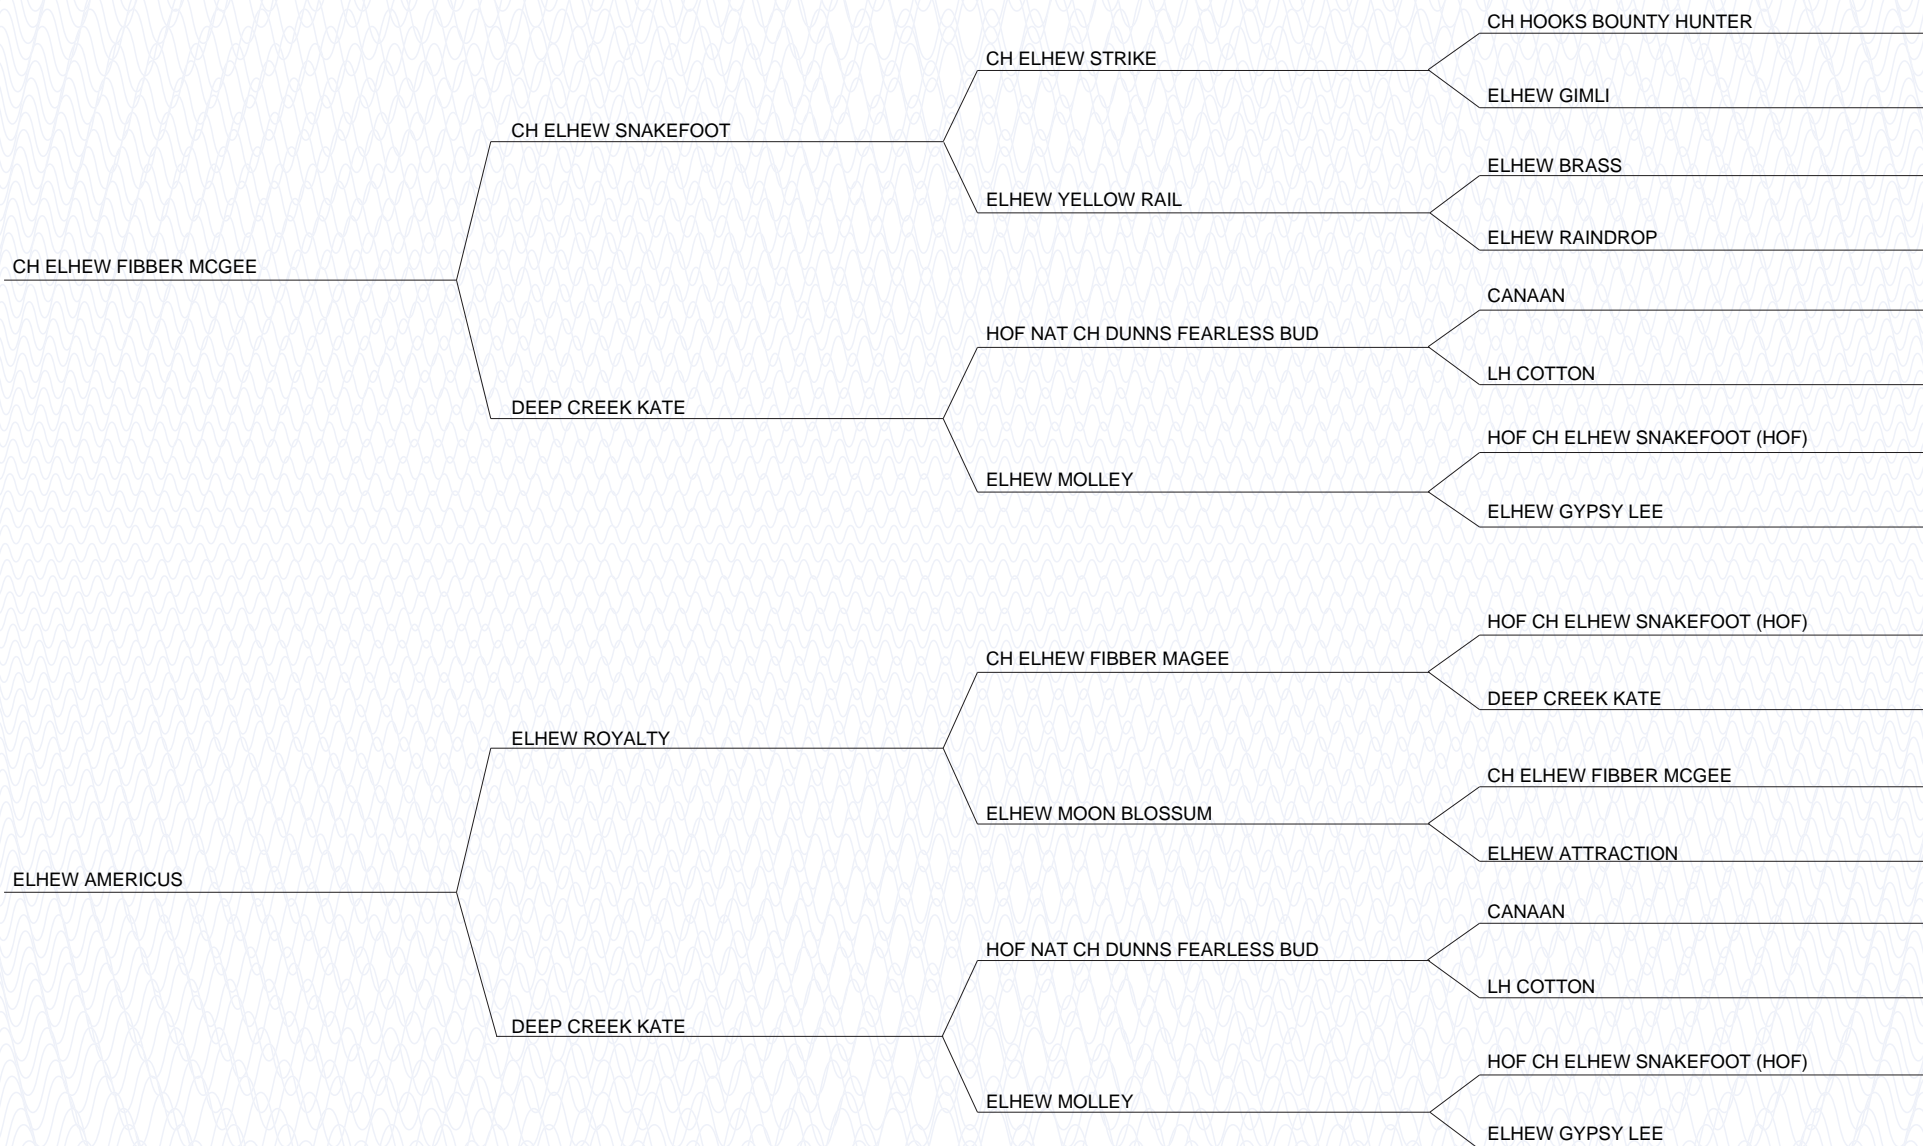 CH HOOKS BOUNTY HUNTER
CH ELHEW STRIKE
ELHEW GIMLI
CH ELHEW SNAKEFOOT
ELHEW BRASS
ELHEW YELLOW RAIL
ELHEW RAINDROP
CH ELHEW FIBBER MCGEE
CANAAN
HOF NAT CH DUNNS FEARLESS BUD
LH COTTON
DEEP CREEK KATE
HOF CH ELHEW SNAKEFOOT (HOF)
ELHEW MOLLEY
ELHEW GYPSY LEE
HOF CH ELHEW SNAKEFOOT (HOF)
CH ELHEW FIBBER MAGEE
DEEP CREEK KATE
ELHEW ROYALTY
CH ELHEW FIBBER MCGEE
ELHEW MOON BLOSSUM
ELHEW ATTRACTION
ELHEW AMERICUS
CANAAN
HOF NAT CH DUNNS FEARLESS BUD
LH COTTON
DEEP CREEK KATE
HOF CH ELHEW SNAKEFOOT (HOF)
ELHEW MOLLEY
ELHEW GYPSY LEE